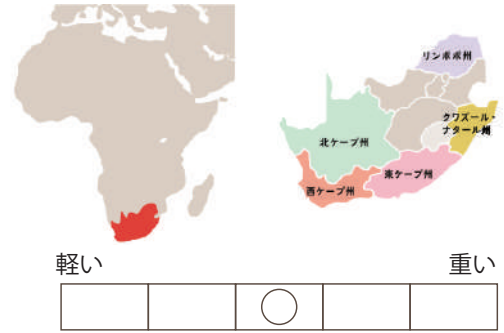 リンポポ州
クワズール・
ナタール州
北ケープ州
東ケープ州
西ケープ州
軽い 重い